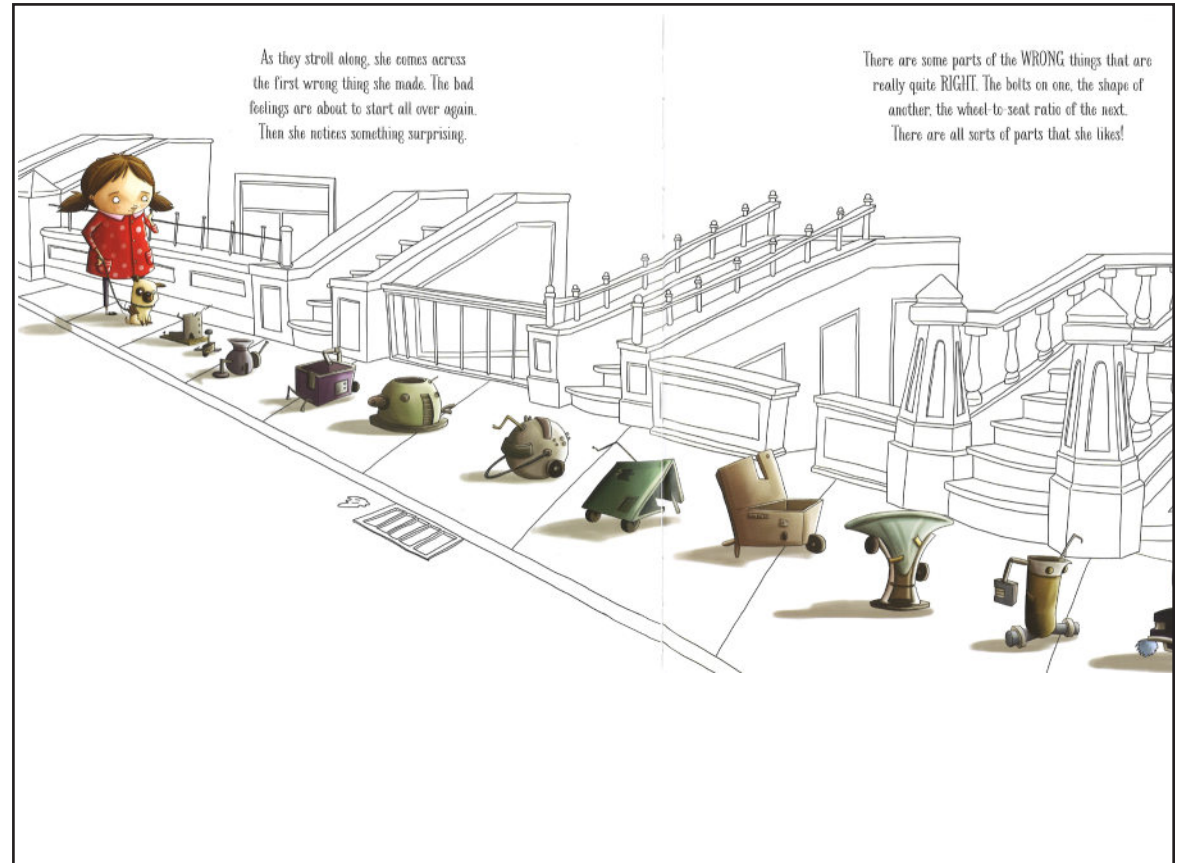 As they stroll along, she comes across
the first wrong thing she made. The bad
feelings are about to start all over again.
Then she notices something surprising.
There are some parts of the WRONG things that are
really quite RIGHT. The bolts on one, the shape of
another, the wheel-to-seat ratio of the next.
There are all sorts of parts that she likes!